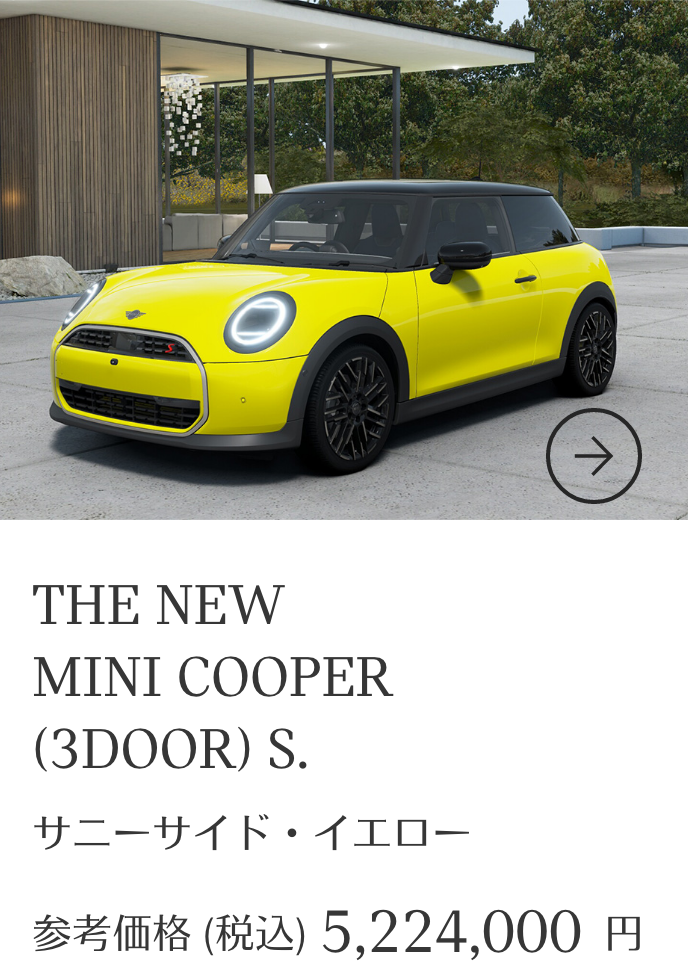 S
THE NEW
MINI COOPER
(3DOOR) S.
サニーサイド・イエロー
参考価格 (税込) 5,224,000 円